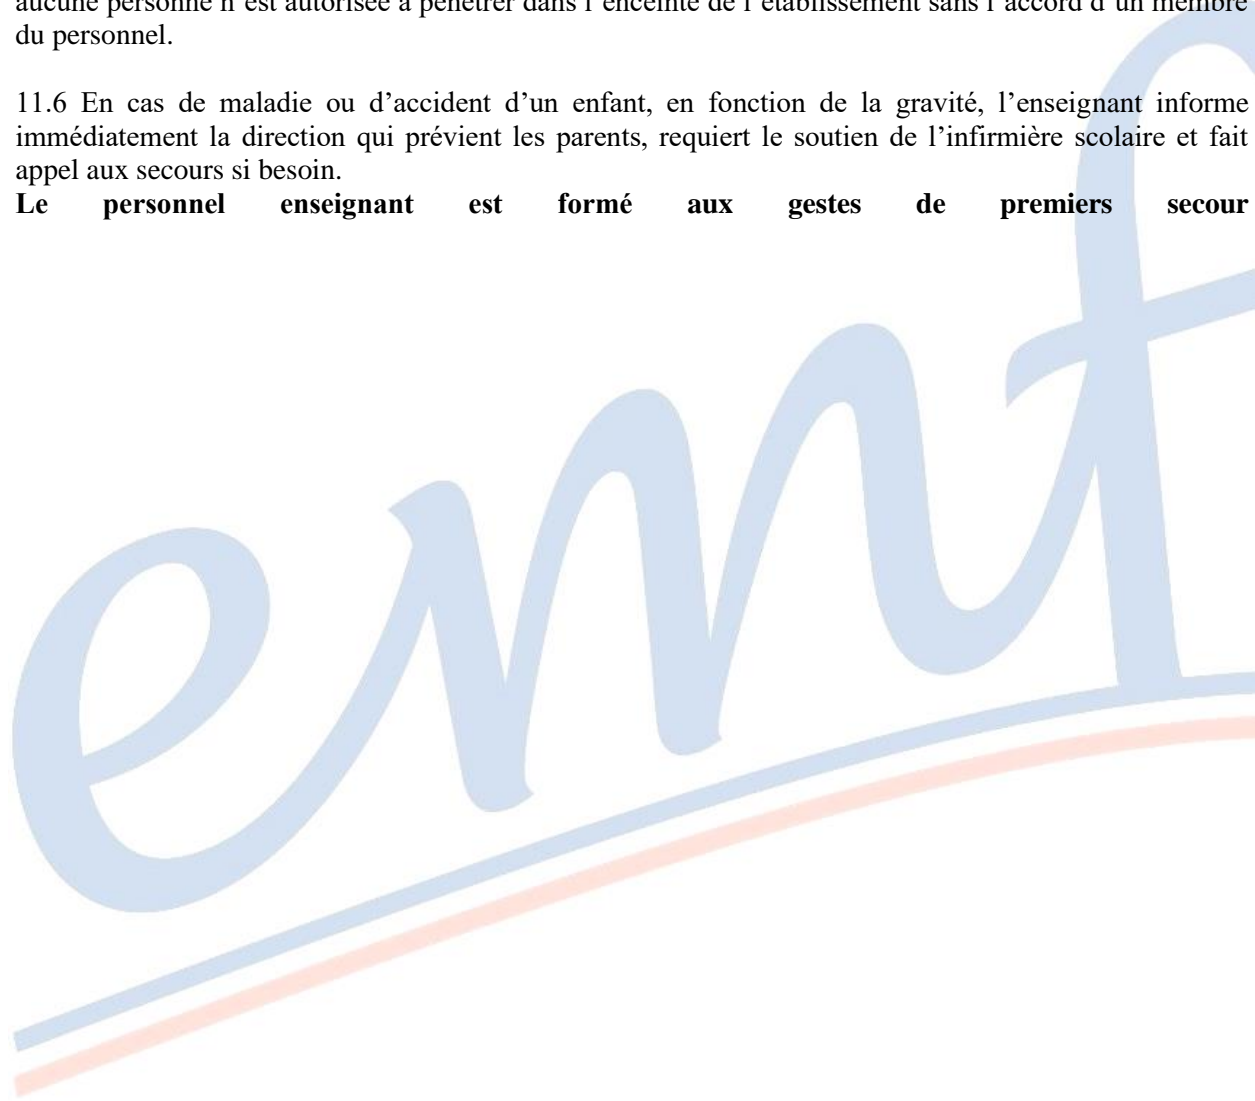 aucune personne n’est autorisée à pénétrer dans l’enceinte de l’établissement sans l’accord d’un membre
du personnel.
11.6 En cas de maladie ou d’accident d’un enfant, en fonction de la gravité, l’enseignant informe
immédiatement la direction qui prévient les parents, requiert le soutien de l’infirmière scolaire et fait
appel aux secours si besoin.
Le personnel enseignant est formé aux gestes de premiers secour
emf